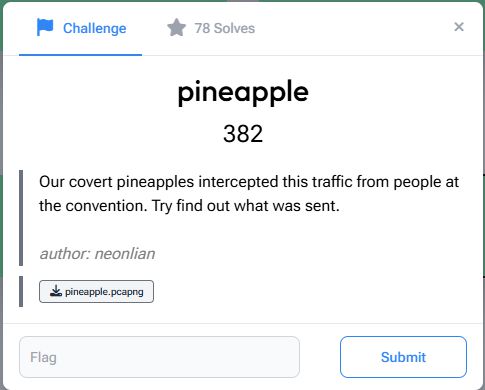 Challenge
78 Solves
×
pineapple
382
Our covert pineapples intercepted this traffic from people at
the convention. Try find out what was sent.
author: neonlian
pineapple.pcapng
Flag
Submit